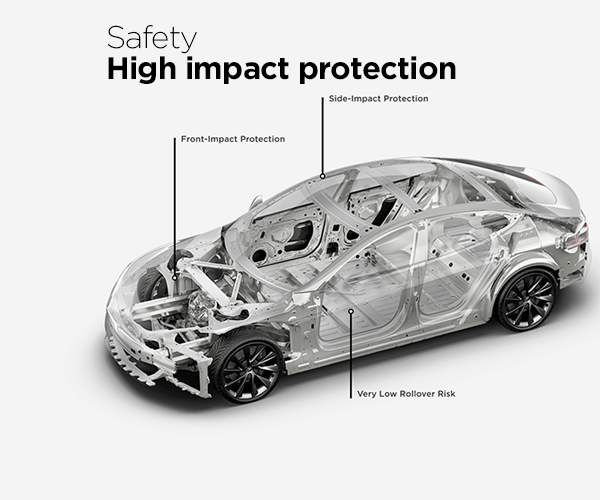 Safety
High impact protection
Side-Impact Protection
Front-Impact Protection
Very Low Rollover Risk